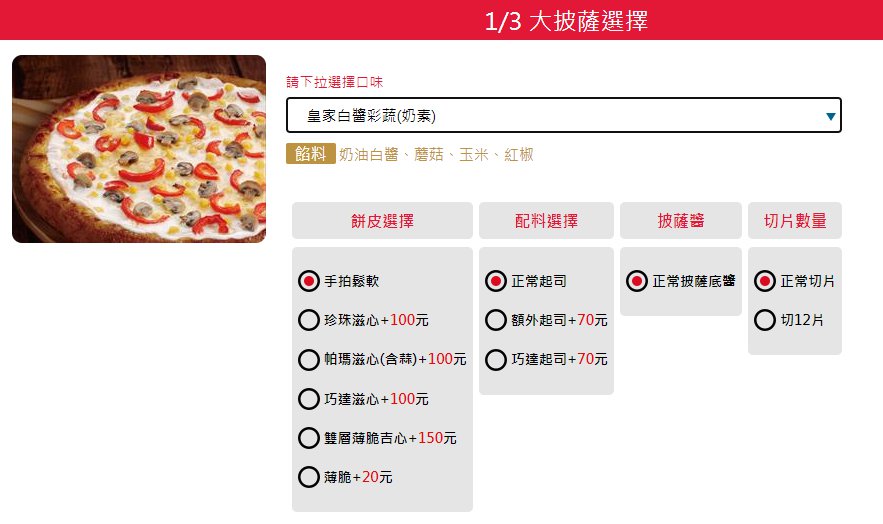 1/3 大披薩選擇
請下拉選擇口味
皇家白醬彩蔬(奶素)
餡料 奶油白醬、蘑菇、玉米、紅椒
餅皮選擇
手拍鬆軟
珍珠滋心+100元
帕瑪滋心(含蒜)+100元
巧達滋心+100元
雙層薄脆吉心+150元
薄脆+20元
配料選擇
正常起司
額外起司+70元
巧達起司+70元
披薩醬
正常披薩底醬
切片數量
正常切片
切12片